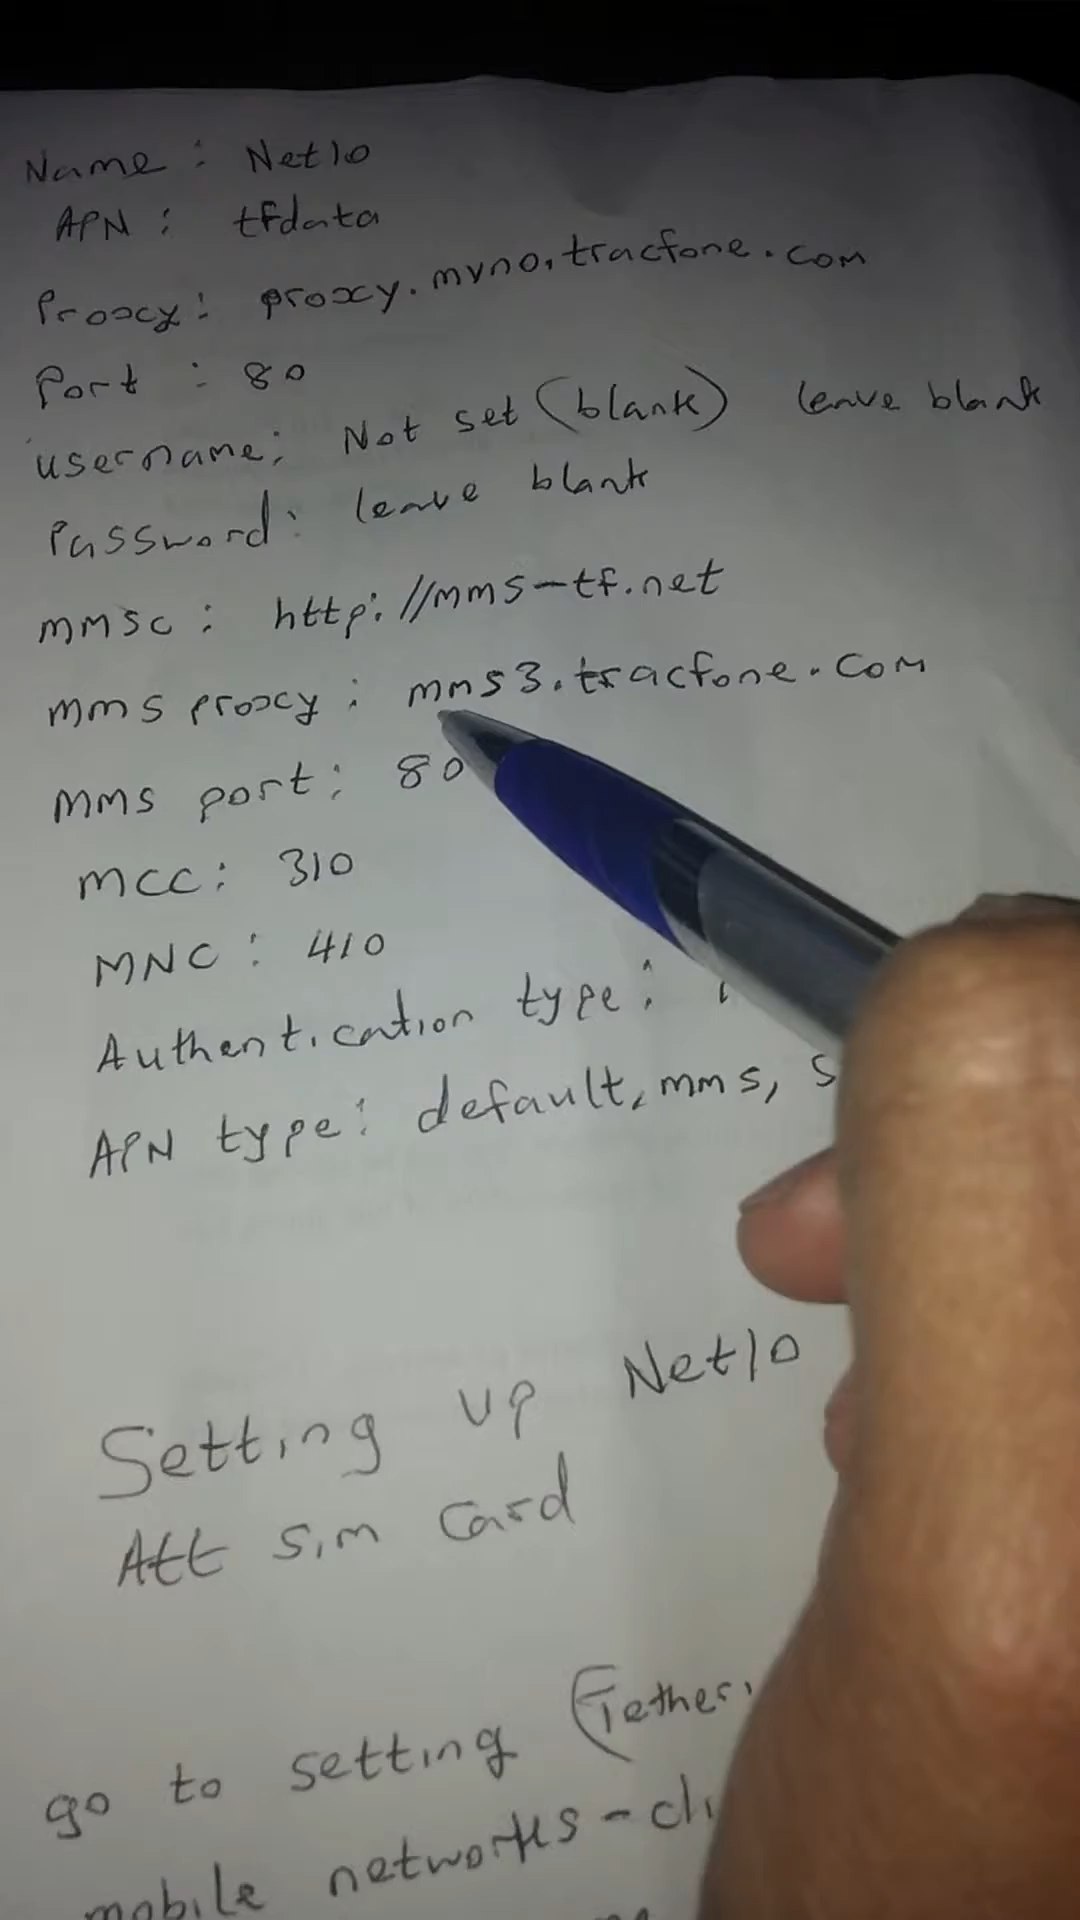 Name: Net10
APN: tfdata
Proxy: proxy.mvno.tracfone.com
Port: 80
username: Not set (blank) leave blank
Password: leave blank
mmsc: http://mms-tf.net
mms proxy: mms3.tracfone.com
mms port: 80
MCC: 310
MNC: 410
Authentication type:
APN type: default, mms,
Setting up Net10
Att sim card
go to setting (
mobile networks -